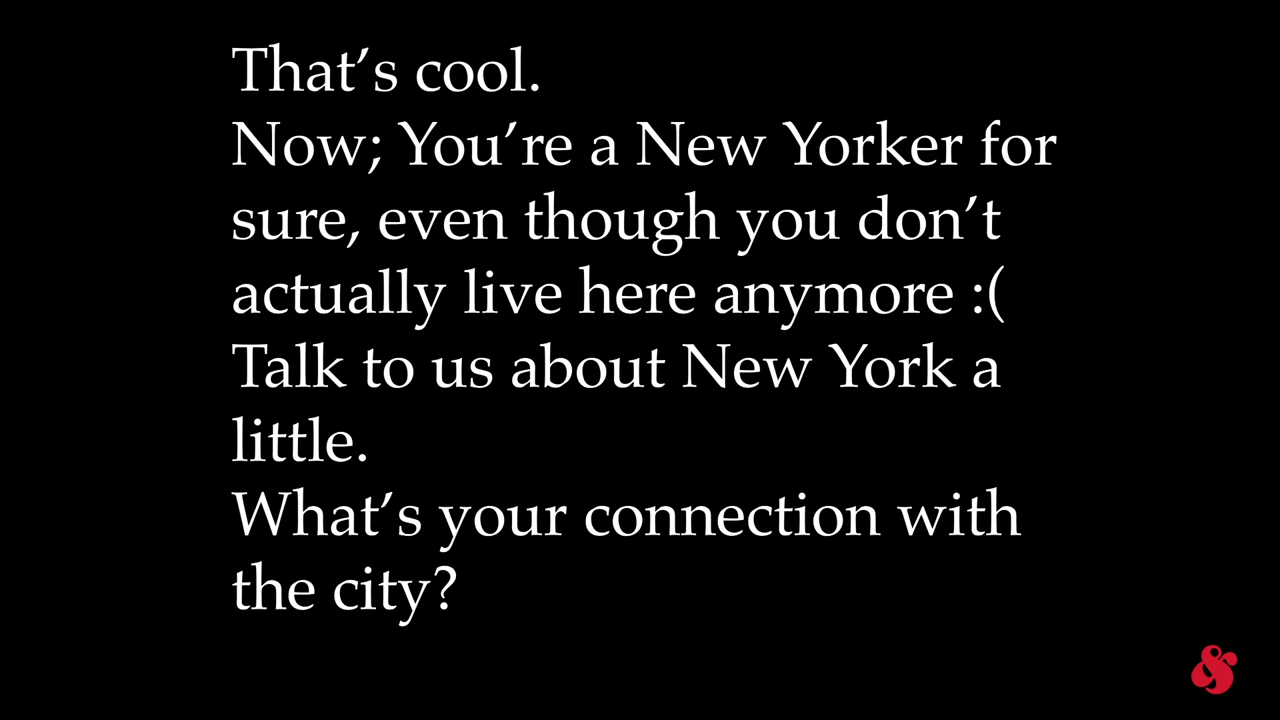 That’s cool.
Now; You’re a New Yorker for
sure, even though you don’t
actually live here anymore :(
Talk to us about New York a
little.
What’s your connection with
the city?
&